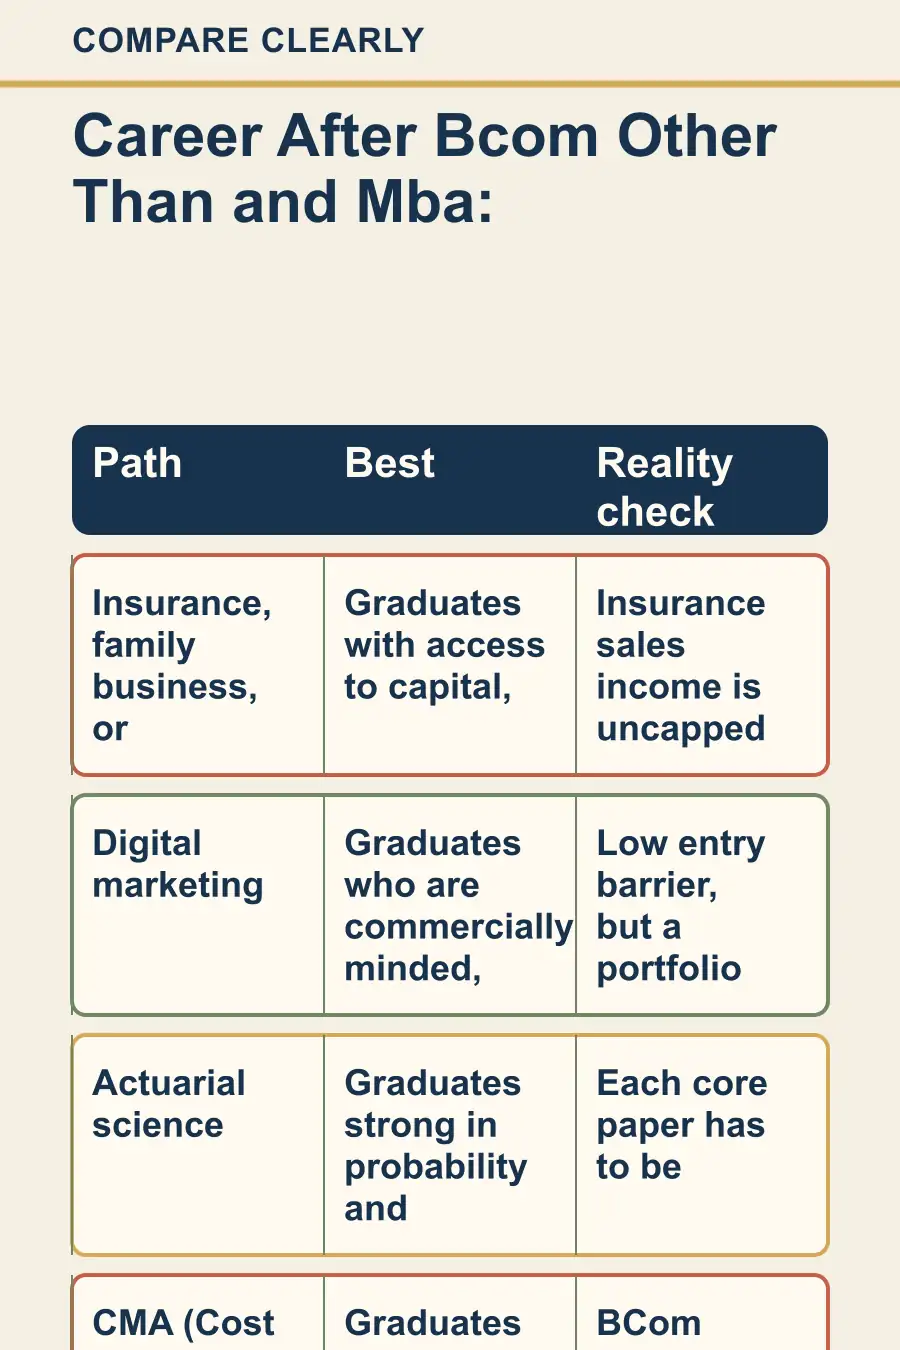 COMPARE CLEARLY
Career After Bcom Other
Than and Mba:
Path
Best
Reality
check
Insurance,
family
business,
or
Graduates
with access
to capital,
Insurance
sales
income is
uncapped
Digital
marketing
Graduates
who are
commercially
minded,
Low entry
barrier,
but a
portfolio
Actuarial
science
Graduates
strong in
probability
and
Each core
paper has
to be
CMA (Cost
Graduates
BCom